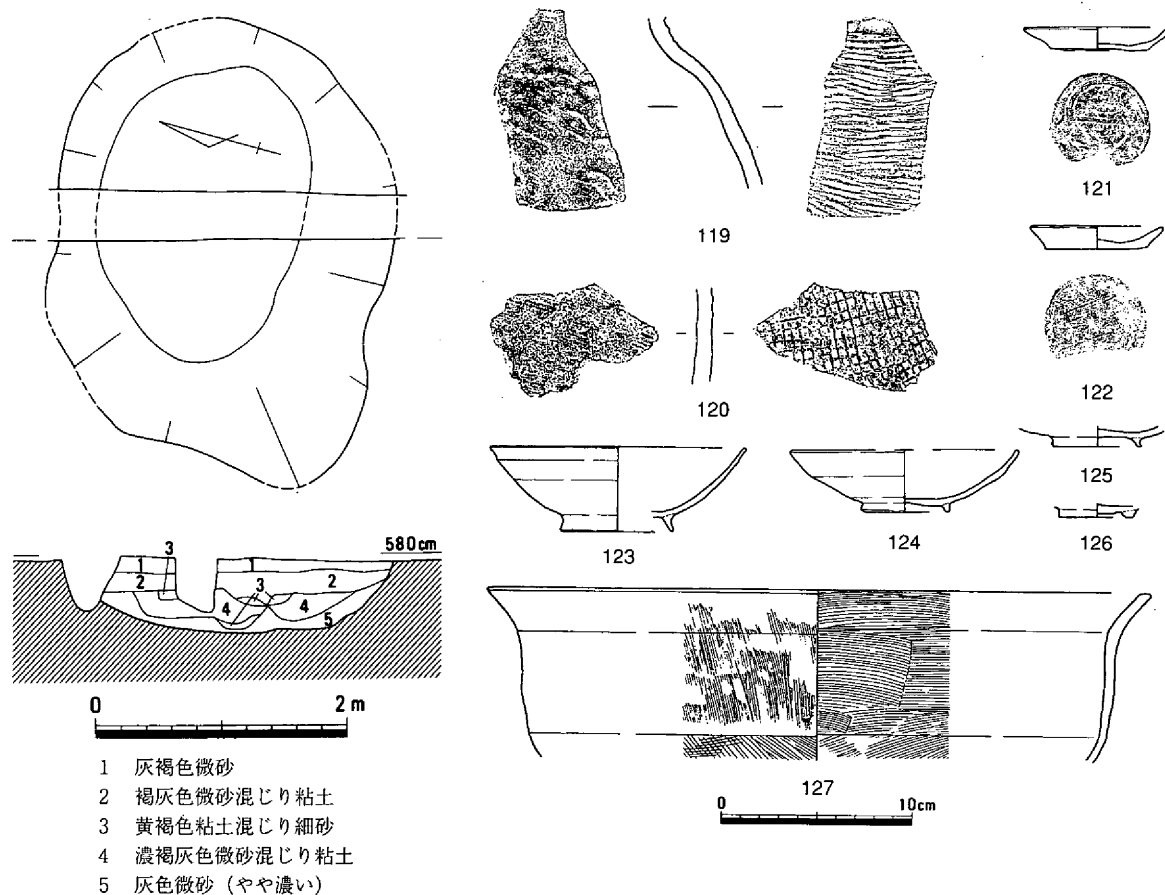 119
120
121
122
123
124
125
126
127
0 10cm
580cm
3
1 1
2 3 2
4 4
5
0 2 m
1 灰褐色微砂
2 褐灰色微砂混じり粘土
3 黄褐色粘土混じり細砂
4 濃褐灰色微砂混じり粘土
5 灰色微砂（やや濃い）